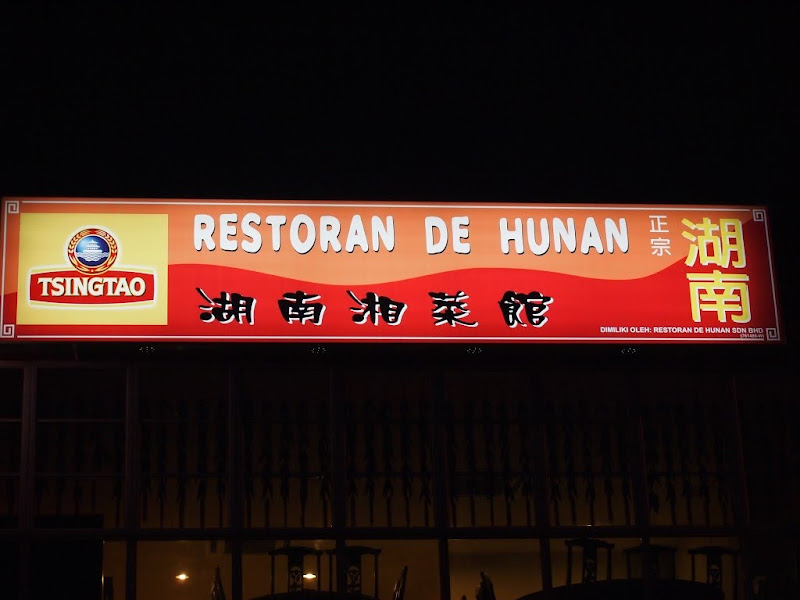 TSINGTAO
RESTORAN DE HUNAN
湖南湘菜館
正宗
湖南
DIMILIKI OLEH: RESTORAN DE HUNAN SDN BHD